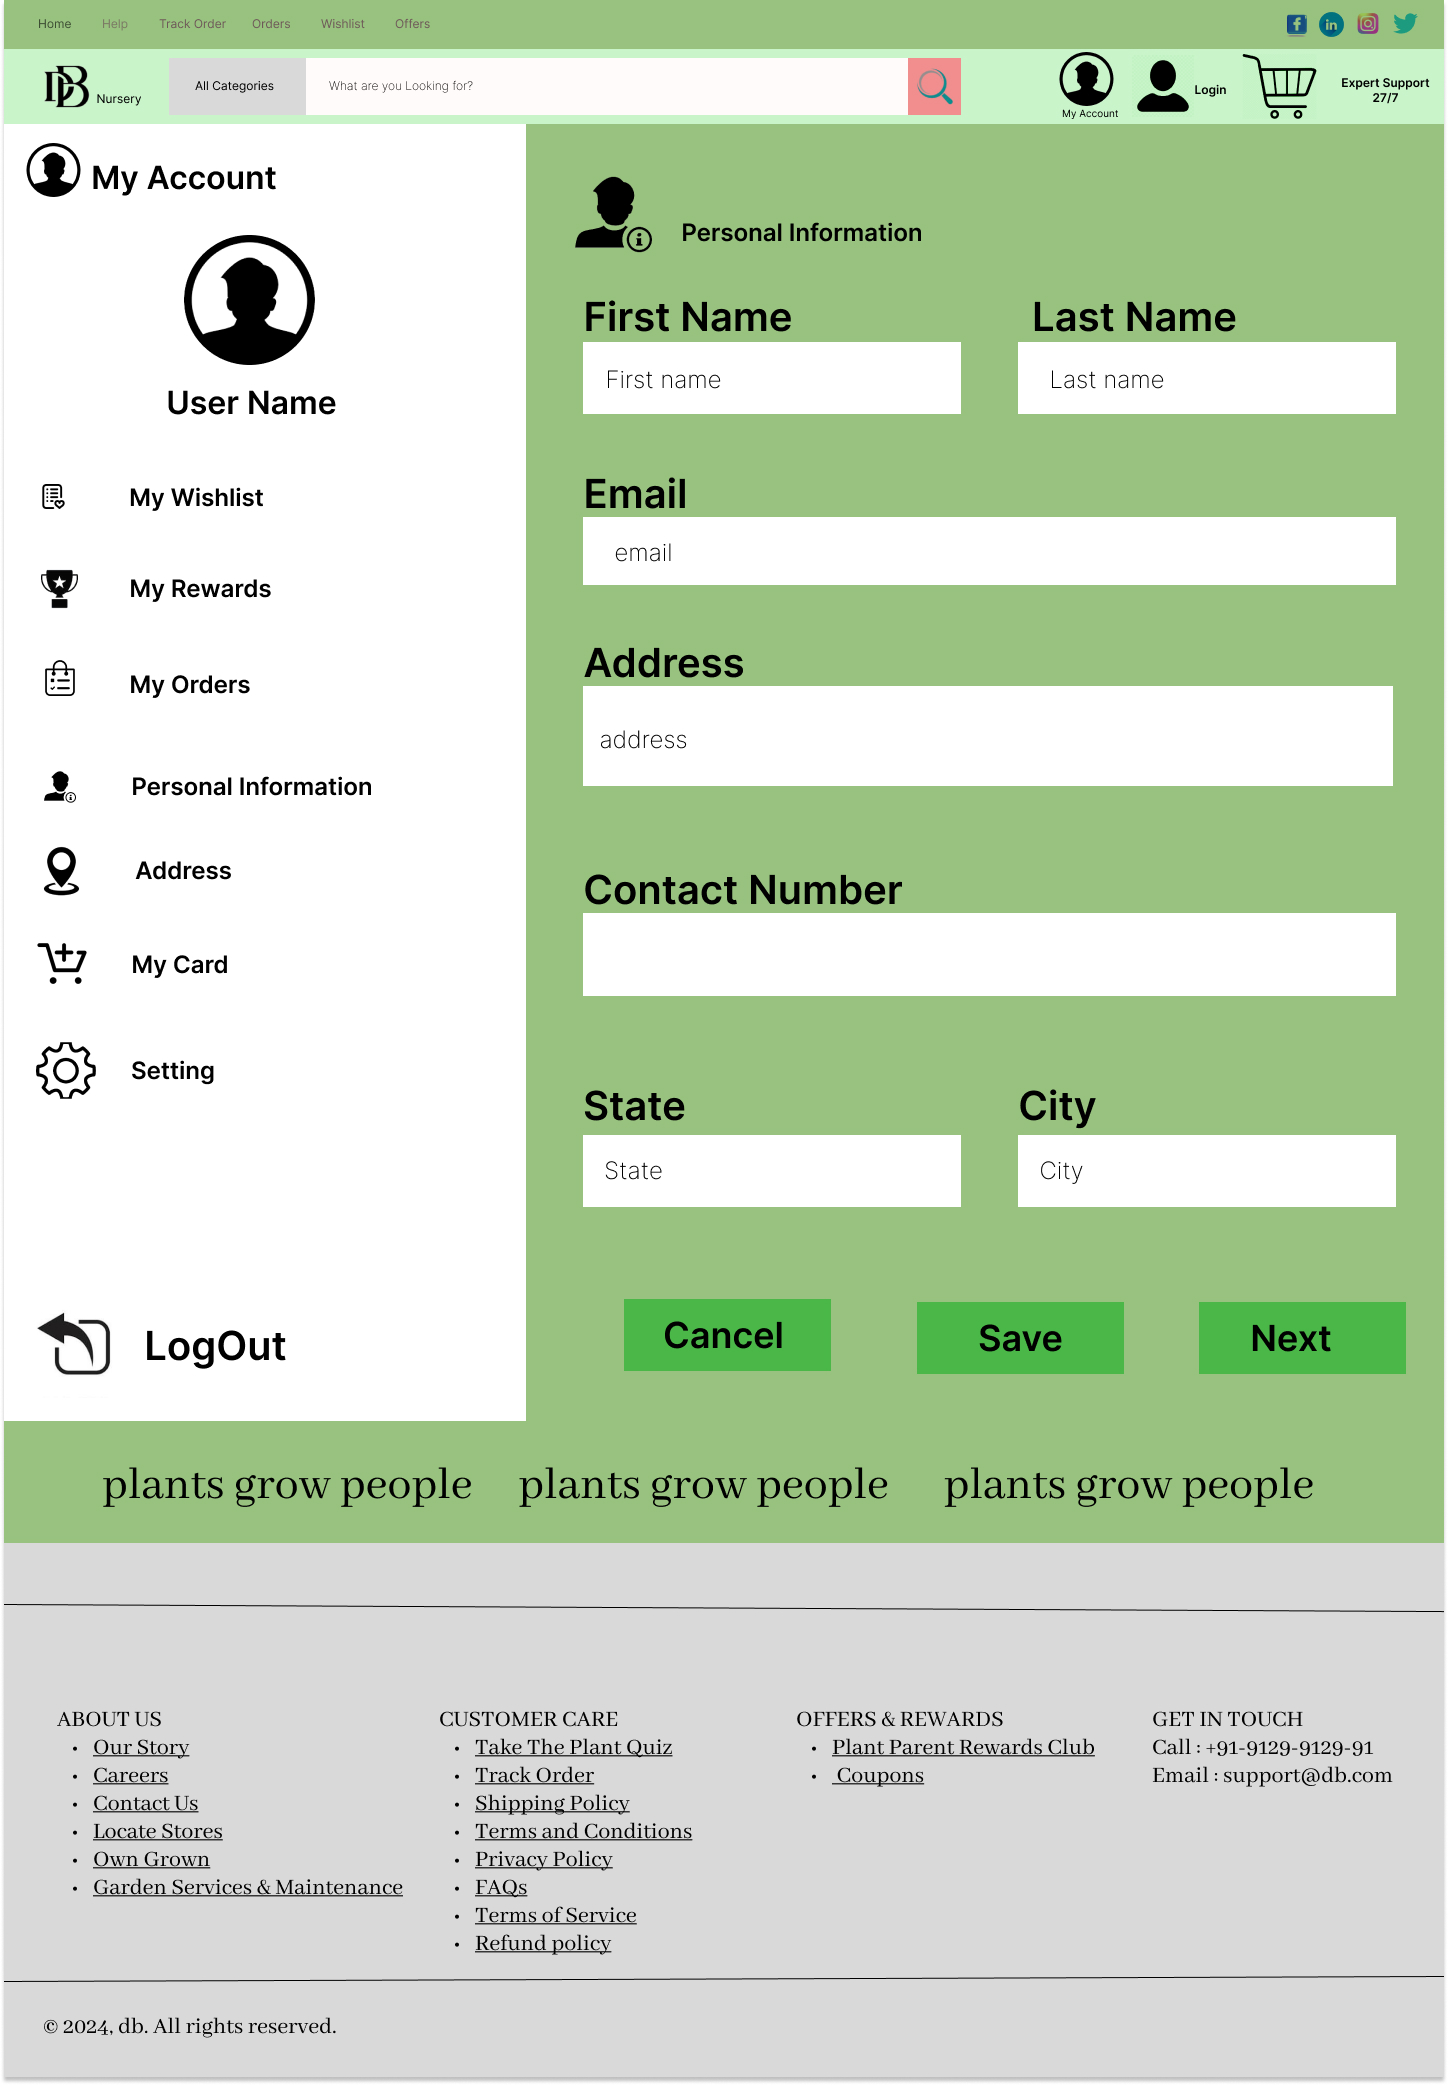 Home Help Track Order Orders Wishlist Offers
DB Nursery All Categories What are you Looking for? My Account Login Expert Support
27/7
My Account
User Name
My Wishlist
My Rewards
My Orders
Personal Information
Address
My Card
Setting
LogOut
Personal Information
First Name Last Name
First name Last name
Email
email
Address
address
Contact Number
State City
State City
Cancel Save Next
plants grow people plants grow people plants grow people
ABOUT US
• Our Story
• Careers
• Contact Us
• Locate Stores
• Own Grown
• Garden Services & Maintenance
CUSTOMER CARE
• Take The Plant Quiz
• Track Order
• Shipping Policy
• Terms and Conditions
• Privacy Policy
• FAQs
• Terms of Service
• Refund policy
OFFERS & REWARDS
• Plant Parent Rewards Club
• Coupons
GET IN TOUCH
Call : +91-9129-9129-91
Email : support@db.com
© 2024, db. All rights reserved.